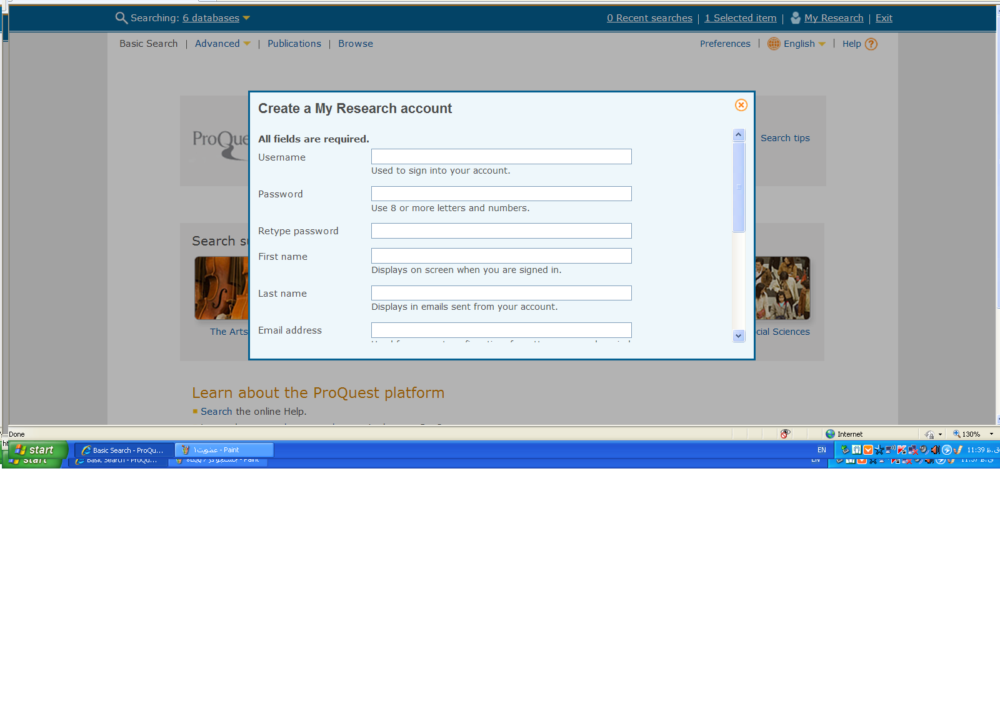 Searching: 6 databases
0 Recent searches | 1 Selected item | My Research | Exit
Basic Search | Advanced | Publications | Browse
Preferences | English | Help ?
Create a My Research account
ProQue
Search tips
All fields are required.
Username
Used to sign into your account.
Password
Use 8 or more letters and numbers.
Retype password
Search su
First name
Displays on screen when you are signed in.
Last name
Displays in emails sent from your account.
Email address
The Arts
cial Sciences
Learn about the ProQuest platform
Search the online Help.
Done
Internet
130%
start
Basic Search - ProQu...
عضویت۱ - Paint
EN
11:39 ق.ظ
start
Basic Search - ProQu...
Paint
EN
11:37 ق.ظ